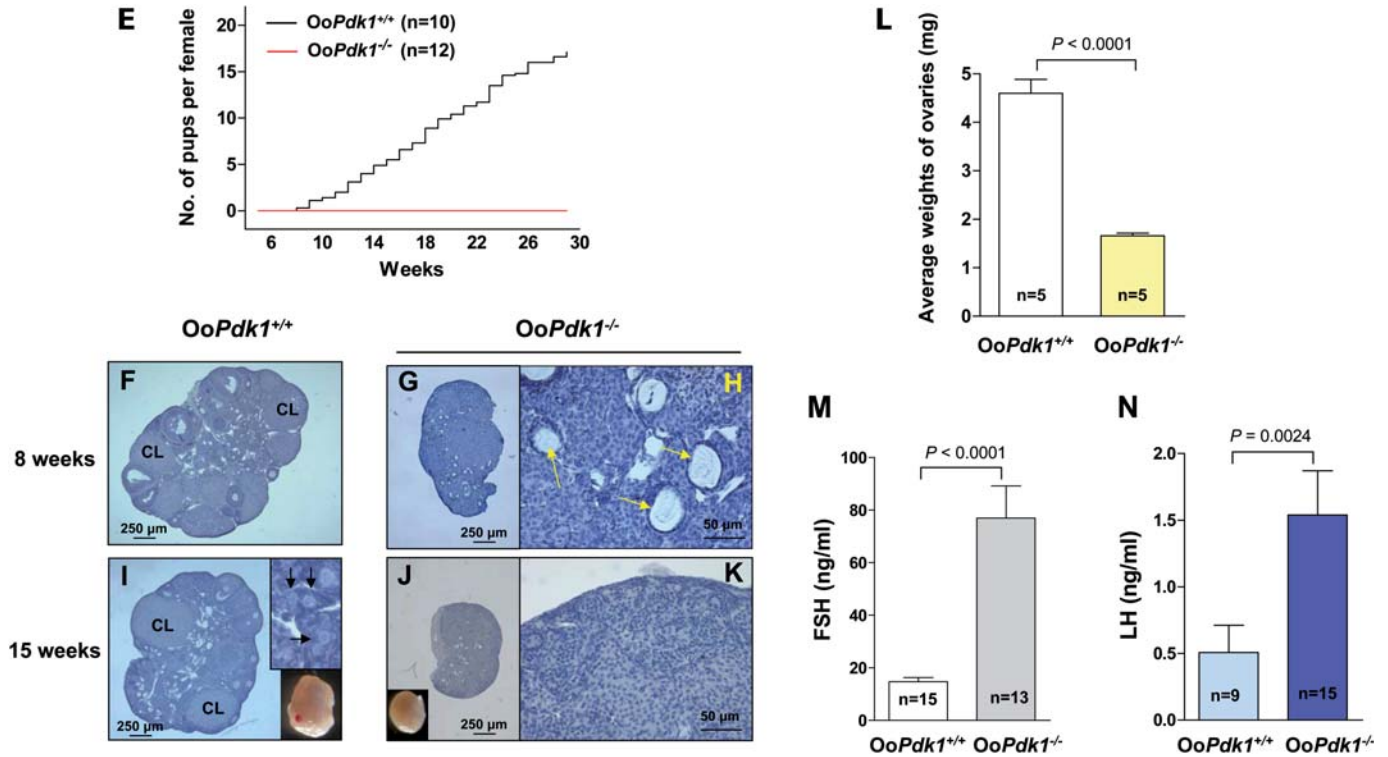 E
No. of pups per female
20
15
10
5
0
OoPdk1+/+ (n=10)
OoPdk1-/- (n=12)
6 10 14 18 22 26 30
Weeks
L
Average weights of ovaries (mg)
P < 0.0001
5
4
3
2
1
0
n=5 n=5
OoPdk1+/+ OoPdk1-/-
OoPdk1+/+ OoPdk1-/-
8 weeks
F
CL
CL
250 µm
G
250 µm
H
50 µm
15 weeks
I
CL
CL
250 µm
J
250 µm
K
50 µm
M
FSH (ng/ml)
P < 0.0001
100
80
60
40
20
0
n=15 n=13
OoPdk1+/+ OoPdk1-/-
N
LH (ng/ml)
P = 0.0024
2.0
1.5
1.0
0.5
0.0
n=9 n=15
OoPdk1+/+ OoPdk1-/-